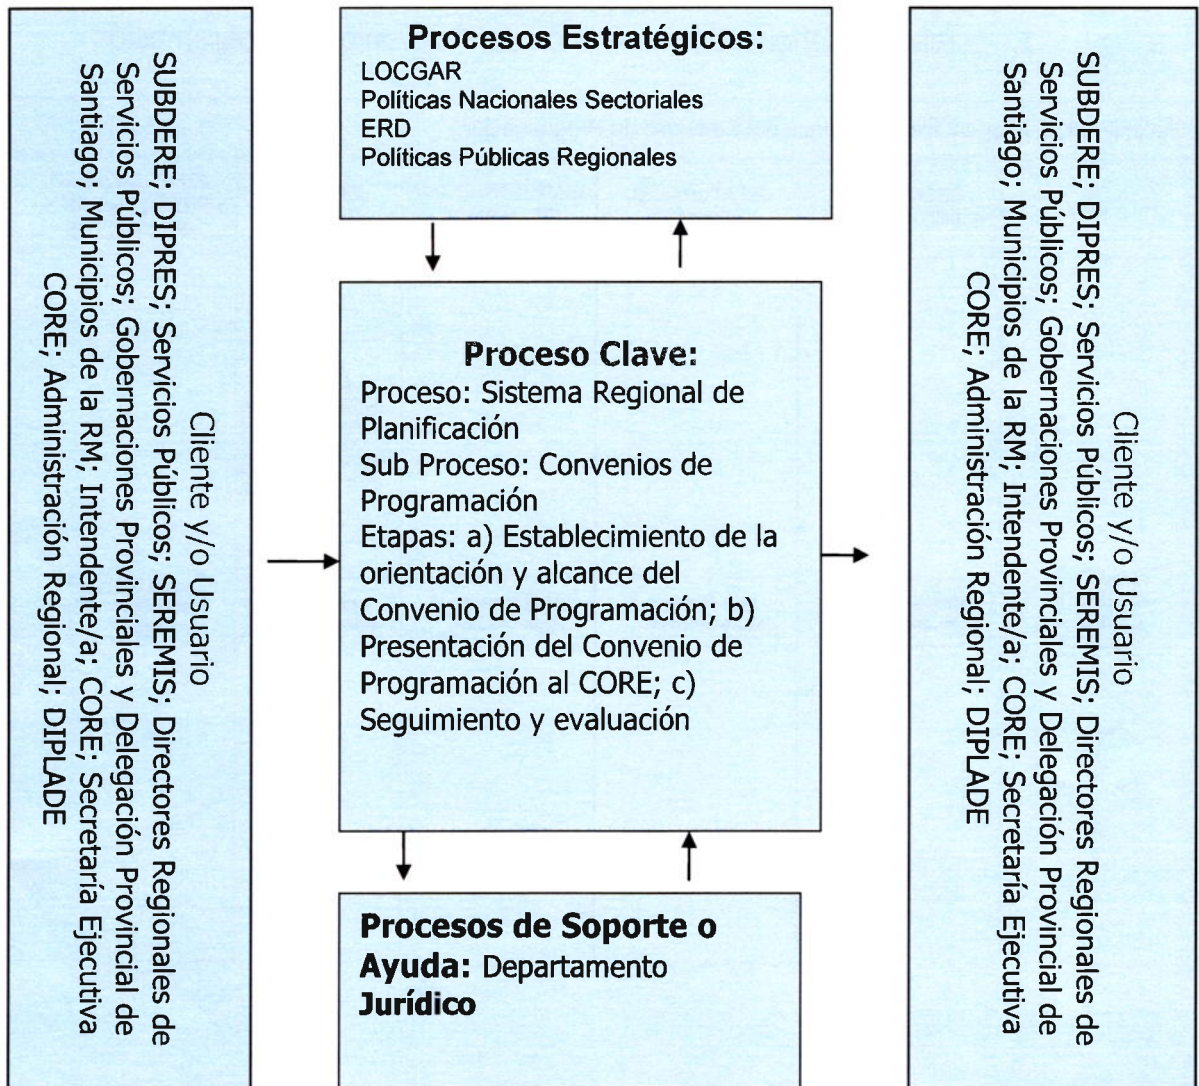 Cliente y/o Usuario
SUBDERE; DIPRES; Servicios Públicos; SEREMIS; Directores Regionales de
Servicios Públicos; Gobernaciones Provinciales y Delegación Provincial de
Santiago; Municipios de la RM; Intendente/a; CORE; Secretaría Ejecutiva
CORE; Administración Regional; DIPLADE
Procesos Estratégicos:
LOCGAR
Políticas Nacionales Sectoriales
ERD
Políticas Públicas Regionales
Proceso Clave:
Proceso: Sistema Regional de
Planificación
Sub Proceso: Convenios de
Programación
Etapas: a) Establecimiento de la
orientación y alcance del
Convenio de Programación; b)
Presentación del Convenio de
Programación al CORE; c)
Seguimiento y evaluación
Procesos de Soporte o
Ayuda: Departamento
Jurídico
Cliente y/o Usuario
SUBDERE; DIPRES; Servicios Públicos; SEREMIS; Directores Regionales de
Servicios Públicos; Gobernaciones Provinciales y Delegación Provincial de
Santiago; Municipios de la RM; Intendente/a; CORE; Secretaría Ejecutiva
CORE; Administración Regional; DIPLADE